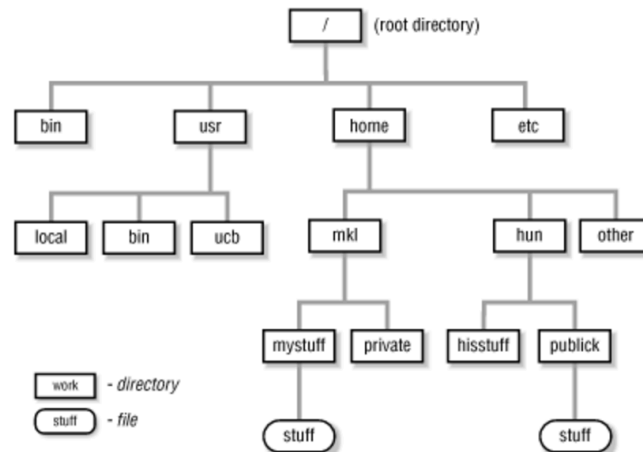 / (root directory)
bin usr home etc
local bin ucb mkl hun other
mystuff private hisstuff publick
work - directory
stuff - file
stuff stuff